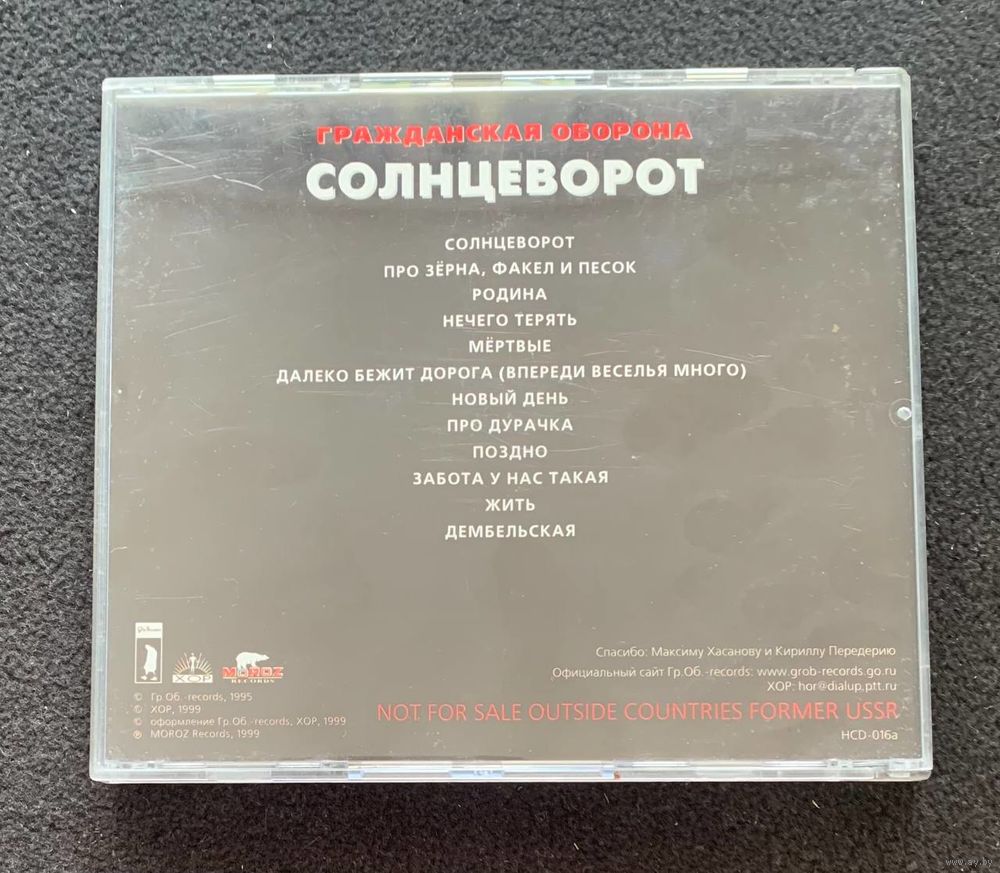 ГРАЖДАНСКАЯ ОБОРОНА
СОЛНЦЕВОРОТ
СОЛНЦЕВОРОТ
ПРО ЗЁРНА, ФАКЕЛ И ПЕСОК
РОДИНА
НЕЧЕГО ТЕРЯТЬ
МЁРТВЫЕ
ДАЛЕКО БЕЖИТ ДОРОГА (ВПЕРЕДИ ВЕСЕЛЬЯ МНОГО)
НОВЫЙ ДЕНЬ
ПРО ДУРАЧКА
ПОЗДНО
ЗАБОТА У НАС ТАКАЯ
ЖИТЬ
ДЕМБЕЛЬСКАЯ
ХОР
MOROZ
RECORDS
© Гр.Об.-records, 1995
© ХОР, 1999
© оформление Гр.Об.-records, ХОР, 1999
℗ MOROZ Records, 1999
Спасибо: Максиму Хасанову и Кириллу Передерию
Официальный сайт Гр.Об.-records: www.grob-records.go.ru
ХОР: hor@dialup.ptt.ru
NOT FOR SALE OUTSIDE COUNTRIES FORMER USSR
HCD-016a
www.ay.by